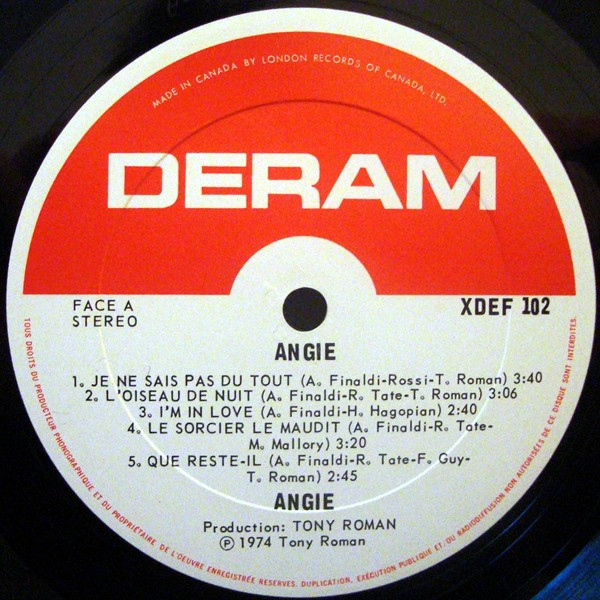 MADE IN CANADA BY LONDON RECORDS OF CANADA, LTD.
DERAM
FACE A
STEREO
XDEF 102
ANGIE
1. JE NE SAIS PAS DU TOUT (A. Finaldi-Rossi-T. Roman) 3:40
2. L'OISEAU DE NUIT (A. Finaldi-R. Tate-T. Roman) 3:06
3. I'M IN LOVE (A. Finaldi-H. Hagopian) 2:40
4. LE SORCIER LE MAUDIT (A. Finaldi-R. Tate-
M. Mallory) 3:20
5. QUE RESTE-IL (A. Finaldi-R. Tate-F. Guy-
T. Roman) 2:45
ANGIE
Production: TONY ROMAN
Ⓟ 1974 Tony Roman
TOUS DROITS DU PRODUCTEUR PHONOGRAPHIQUE ET DU PROPRIÉTAIRE DE L'OEUVRE ENREGISTRÉE RESERVES. DUPLICATION, EXÉCUTION PUBLIQUE ET/OU RADIODIFFUSION NON AUTORISÉES DE CE DISQUE SONT INTERDITES.